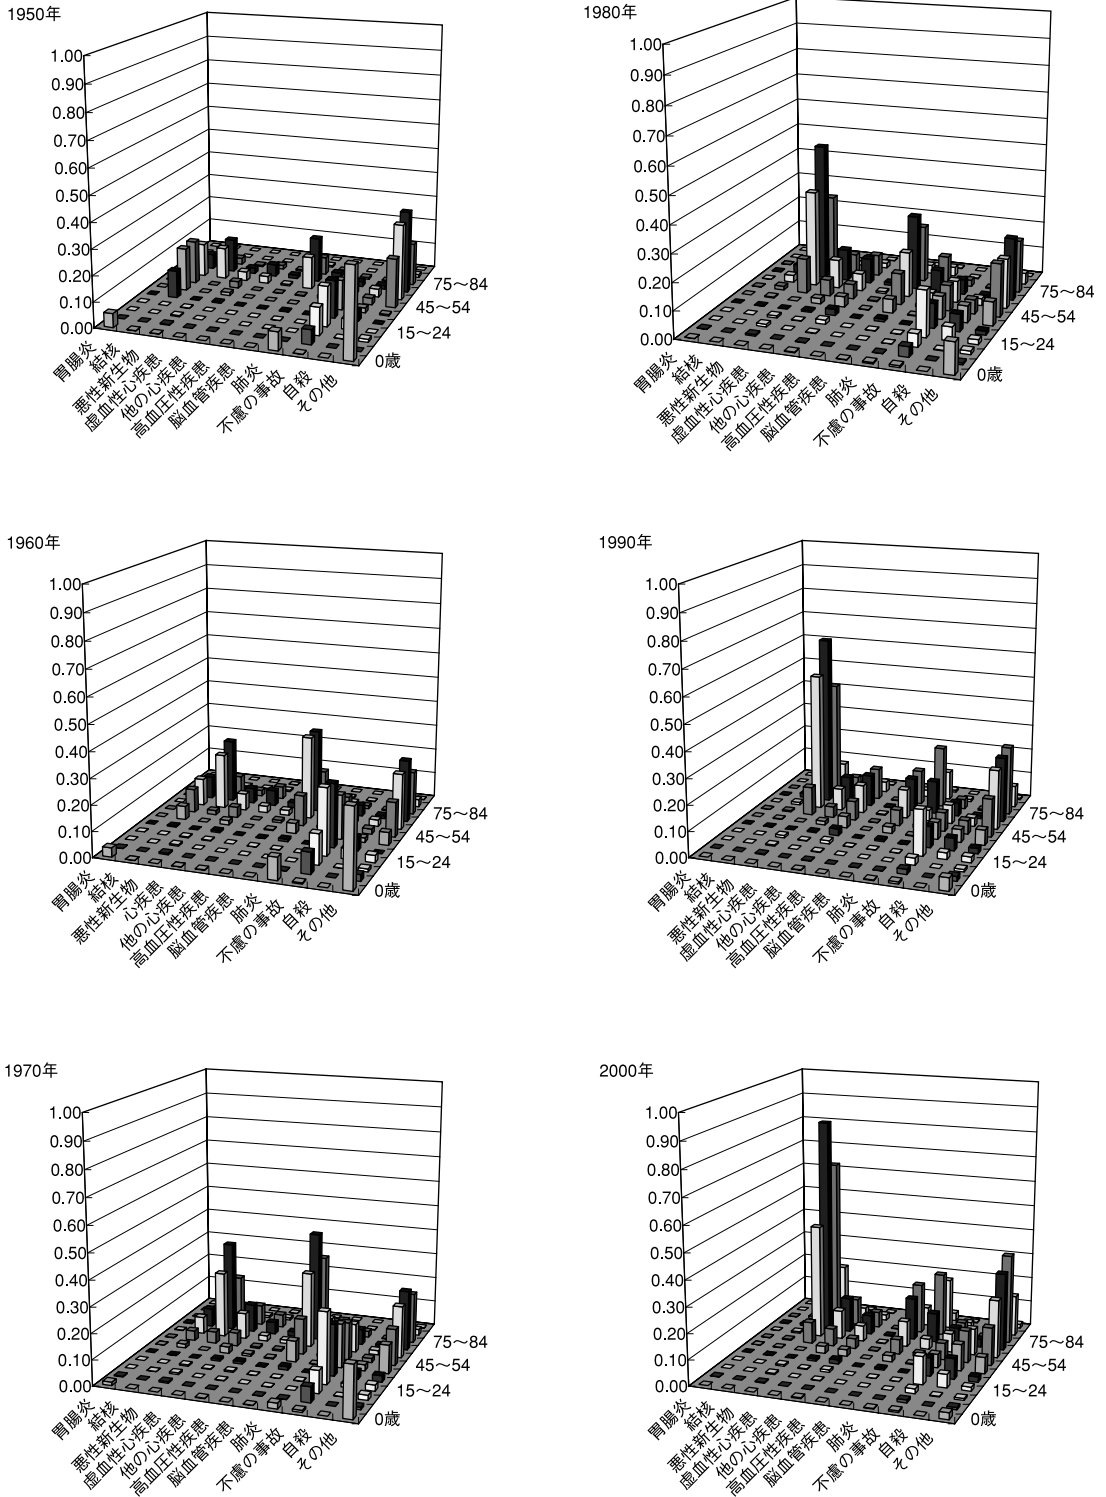 1950年
1.00
0.90
0.80
0.70
0.60
0.50
0.40
0.30
0.20
0.10
0.00
胃腸炎
結核
悪性新生物
虚血性心疾患
他の心疾患
高血圧性疾患
脳血管疾患
肺炎
不慮の事故
自殺
その他
0歳
15～24
45～54
75～84
1980年
1.00
0.90
0.80
0.70
0.60
0.50
0.40
0.30
0.20
0.10
0.00
胃腸炎
結核
悪性新生物
虚血性心疾患
他の心疾患
高血圧性疾患
脳血管疾患
肺炎
不慮の事故
自殺
その他
0歳
15～24
45～54
75～84
1960年
1.00
0.90
0.80
0.70
0.60
0.50
0.40
0.30
0.20
0.10
0.00
胃腸炎
結核
悪性新生物
心疾患
他の心疾患
高血圧性疾患
脳血管疾患
肺炎
不慮の事故
自殺
その他
0歳
15～24
45～54
75～84
1990年
1.00
0.90
0.80
0.70
0.60
0.50
0.40
0.30
0.20
0.10
0.00
胃腸炎
結核
悪性新生物
虚血性心疾患
他の心疾患
高血圧性疾患
脳血管疾患
肺炎
不慮の事故
自殺
その他
0歳
15～24
45～54
75～84
1970年
1.00
0.90
0.80
0.70
0.60
0.50
0.40
0.30
0.20
0.10
0.00
胃腸炎
結核
悪性新生物
虚血性心疾患
他の心疾患
高血圧性疾患
脳血管疾患
肺炎
不慮の事故
自殺
その他
0歳
15～24
45～54
75～84
2000年
1.00
0.90
0.80
0.70
0.60
0.50
0.40
0.30
0.20
0.10
0.00
胃腸炎
結核
悪性新生物
虚血性心疾患
他の心疾患
高血圧性疾患
脳血管疾患
肺炎
不慮の事故
自殺
その他
0歳
15～24
45～54
75～84